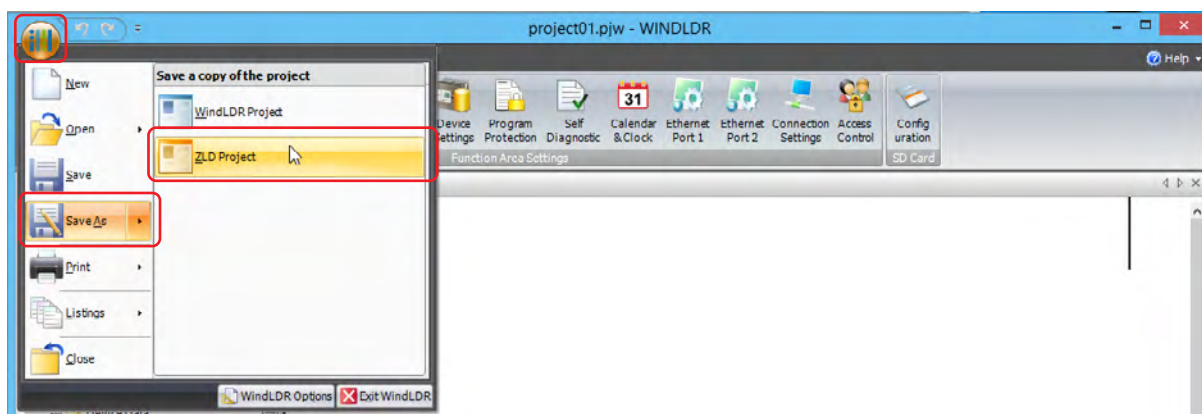 project01.pjw - WINDLDR
Help
New
Open
Save
Save As
Print
Listings
Close
Save a copy of the project
WindLDR Project
ZLD Project
WindLDR Options
Exit WindLDR
Device Settings
Program Protection
Self Diagnostic
Calendar & Clock
31
Ethernet Port 1
Ethernet Port 2
Connection Settings
Access Control
Config uration
Function Area Settings
SD Card